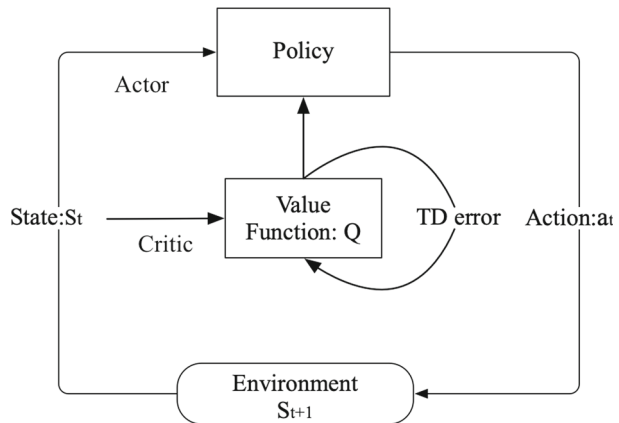 Policy
Actor
State:St
Value
Function: Q
TD error
Action:at
Critic
Environment
St+1